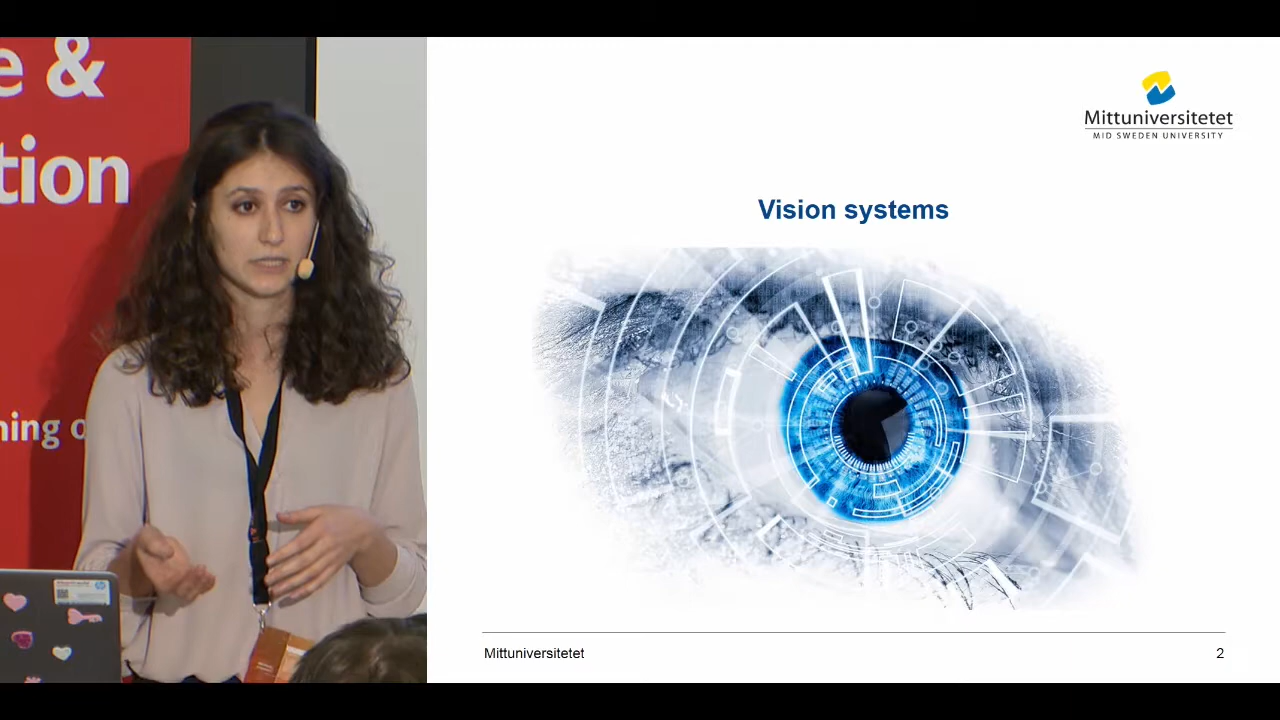 e &
tion
ning o
Mittuniversitetet
MID SWEDEN UNIVERSITY
Vision systems
Mittuniversitetet
2